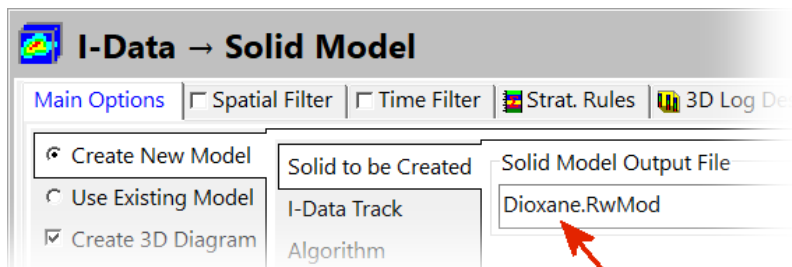 I-Data → Solid Model
Main Options Spatial Filter Time Filter Strat. Rules 3D Log De
Create New Model
Use Existing Model
Create 3D Diagram
Solid to be Created
I-Data Track
Algorithm
Solid Model Output File
Dioxane.RwMod